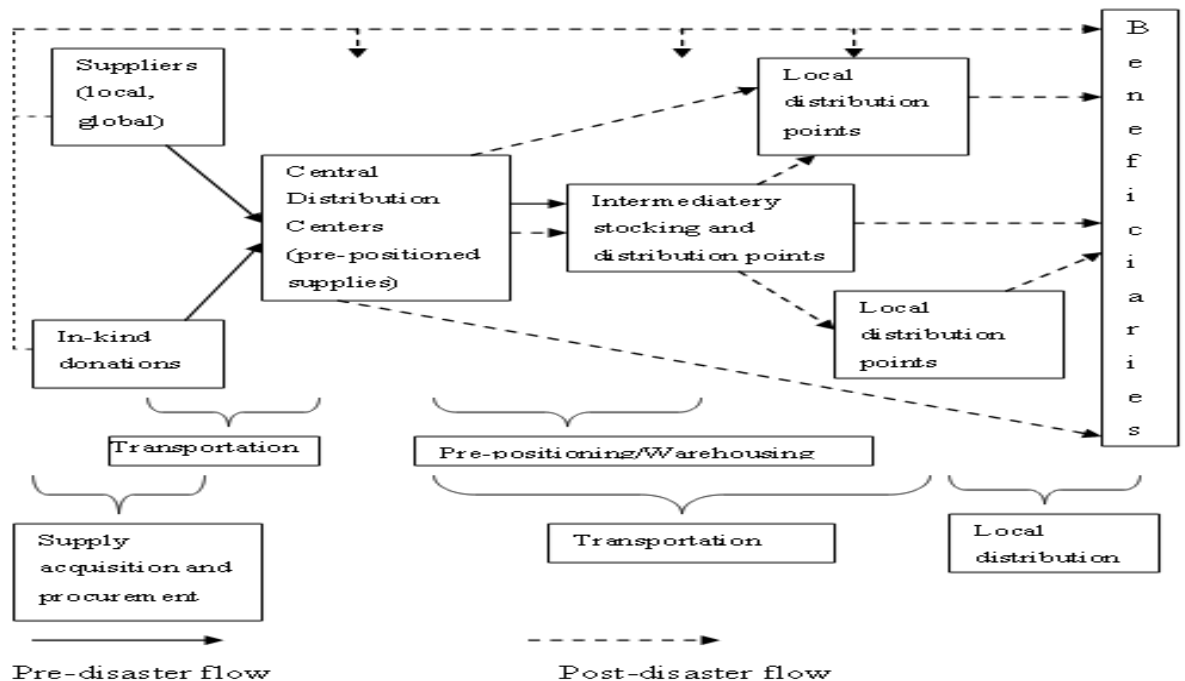 Suppliers
(local,
global)
Local
distribution
points
Central
Distribution
Centers
(pre-positioned
supplies)
Intermediatery
stocking and
distribution points
Local
distribution
points
In-kind
donations
Beneficiaries
Transportation
Pre-positioning/Warehousing
Supply
acquisition and
procurement
Transportation
Local
distribution
Pre-disaster flow
Post-disaster flow